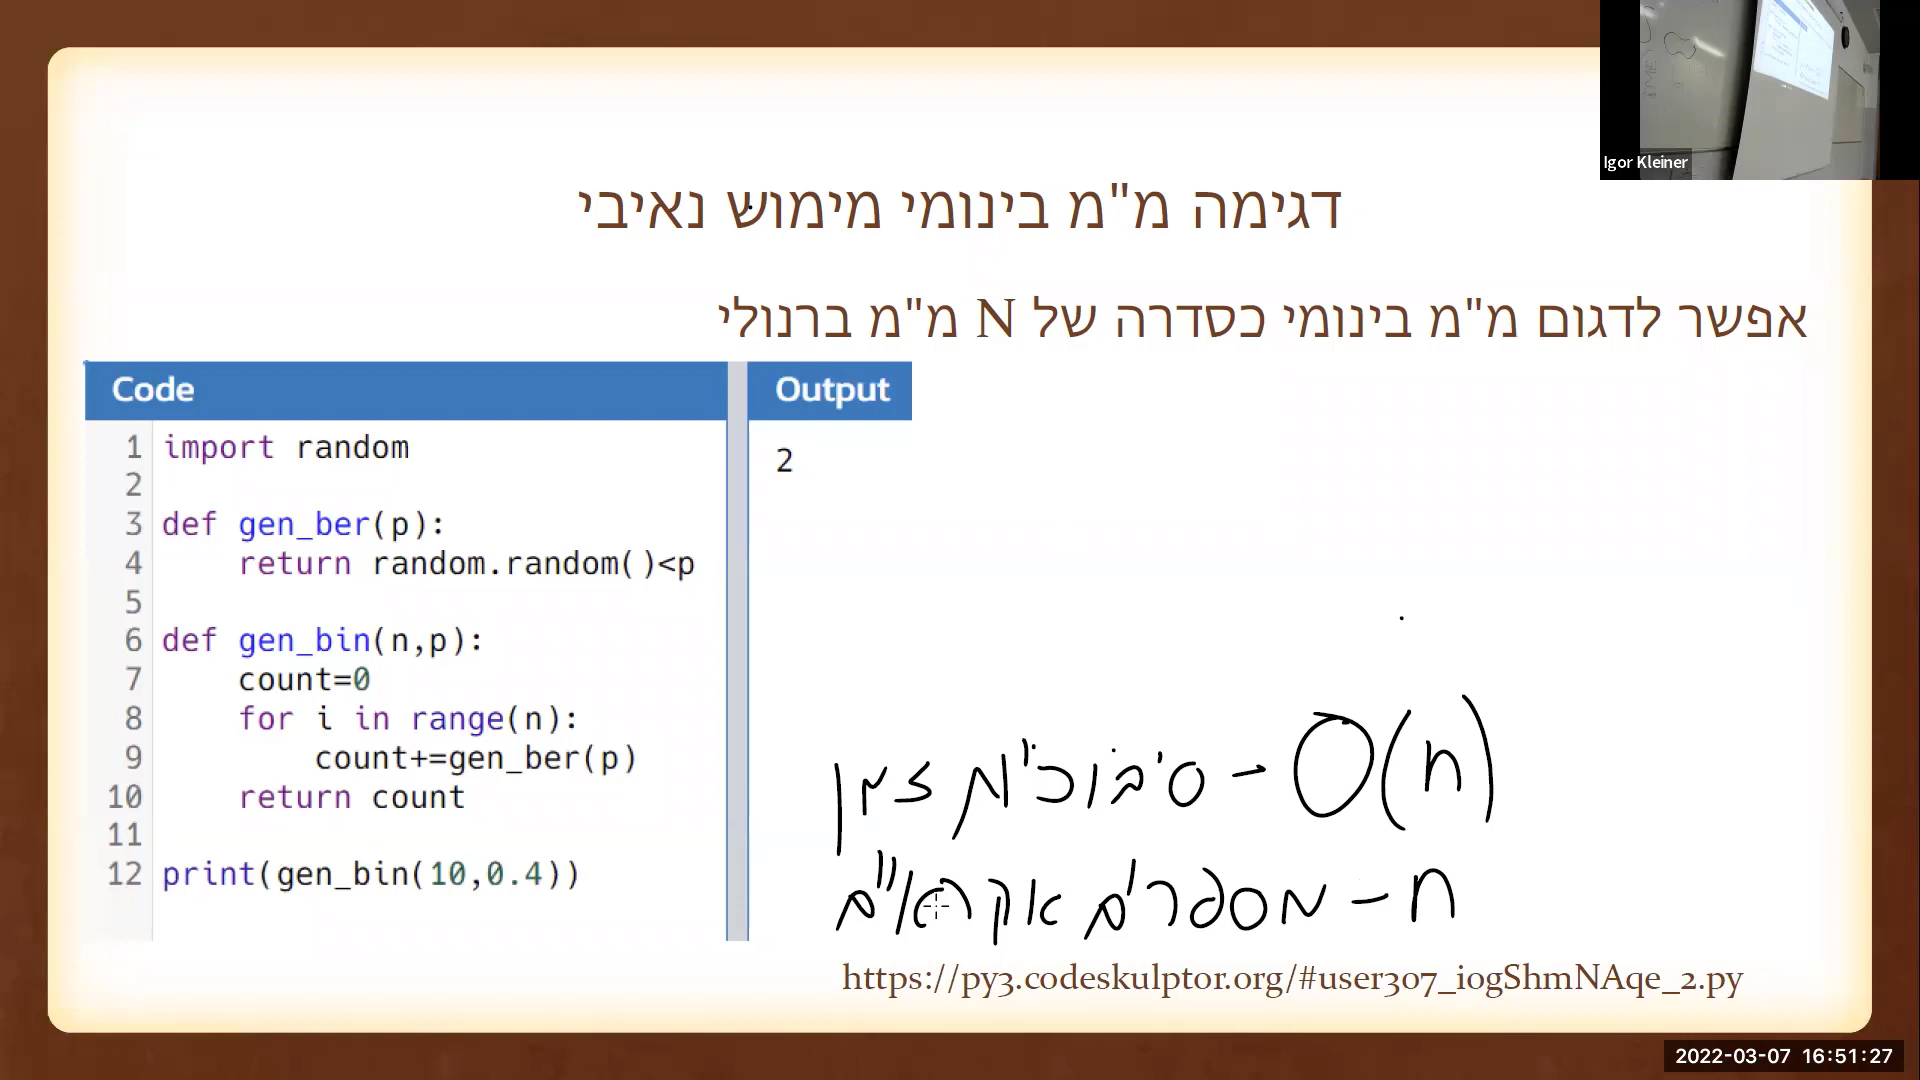 Igor Kleiner
דגימה מ"מ בינומי מימוש נאיבי
אפשר לדגום מ"מ בינומי כסדרה של N מ"מ ברנולי
Code
1 import random
2
3 def gen_ber(p):
4     return random.random()<p
5
6 def gen_bin(n,p):
7     count=0
8     for i in range(n):
9         count+=gen_ber(p)
10     return count
11
12 print(gen_bin(10,0.4))
Output
2
O(n) - סיבוכיות זמן
n - מספרים אקראיים
https://py3.codeskulptor.org/#user307_iogShmNAqe_2.py
2022-03-07 16:51:27